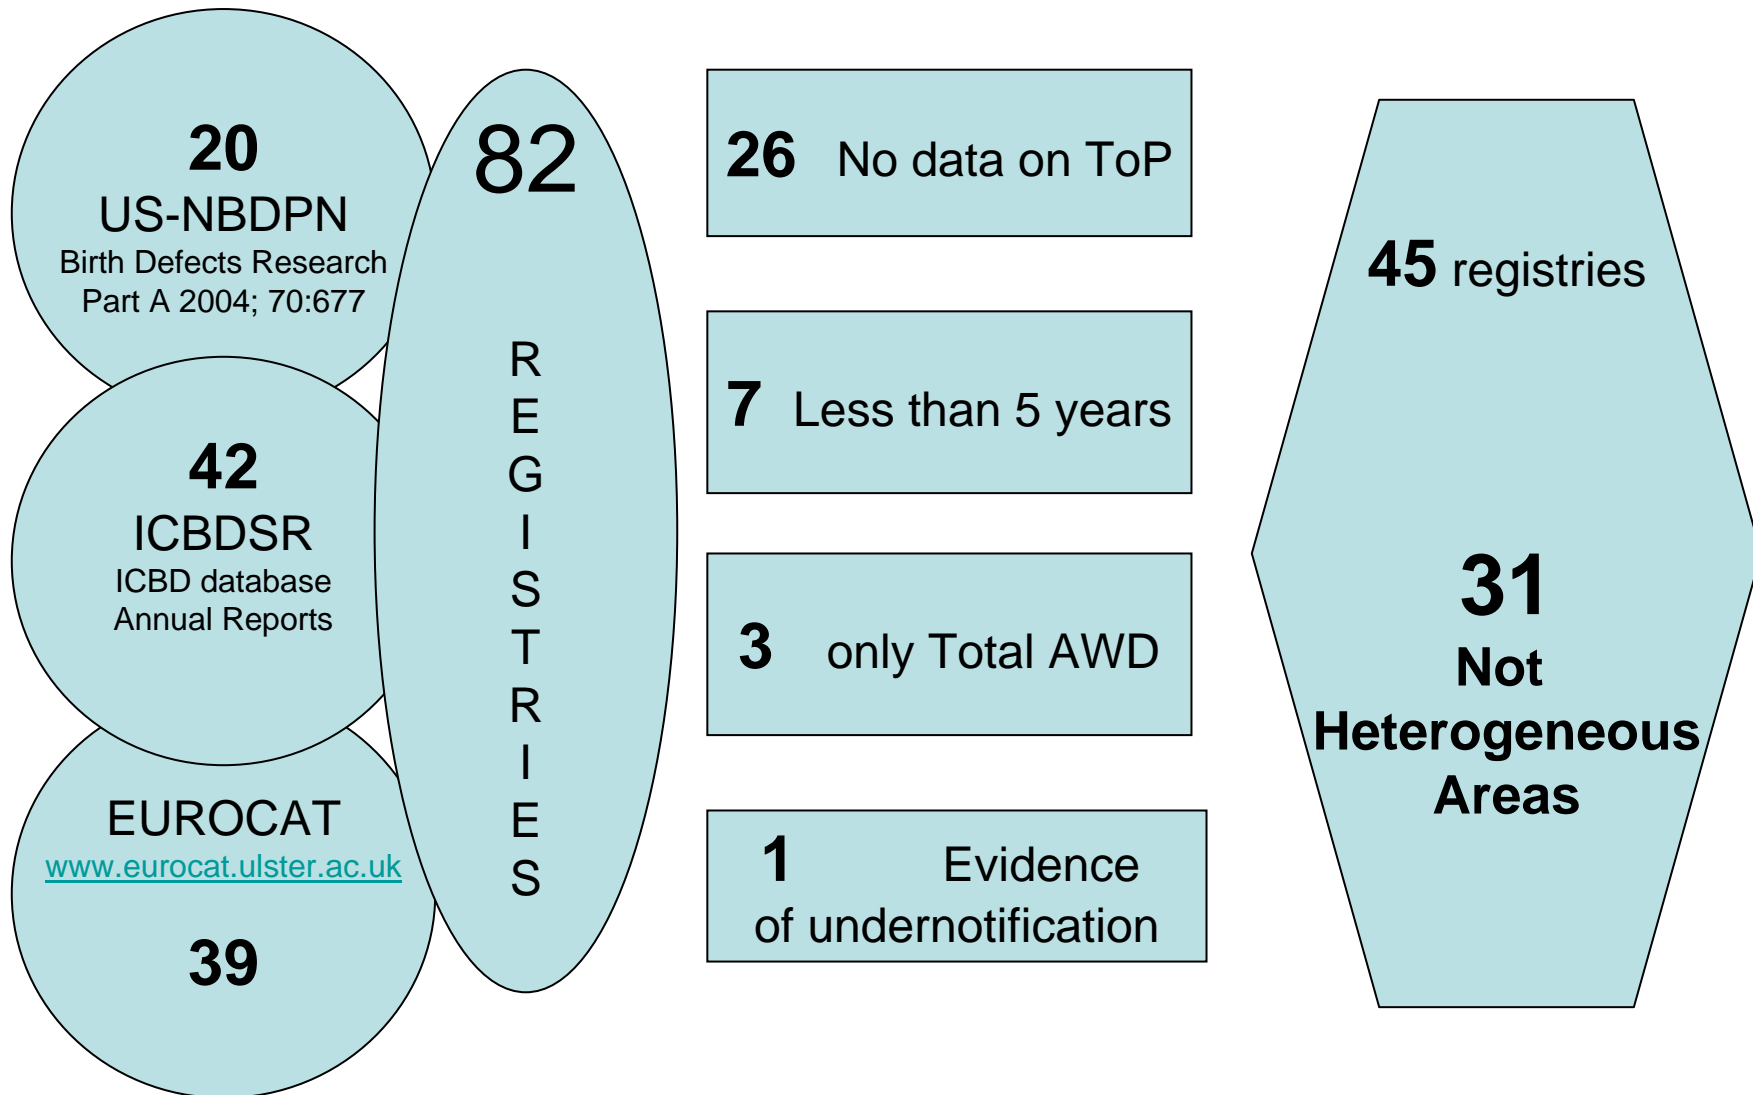 20
US-NBDPN
Birth Defects Research
Part A 2004; 70:677
42
ICBDSR
ICBD database
Annual Reports
EUROCAT
www.eurocat.ulster.ac.uk
39
82
R
E
G
I
S
T
R
I
E
S
26 No data on ToP
7 Less than 5 years
3 only Total AWD
1 Evidence
of undernotification
45 registries
31
Not
Heterogeneous
Areas